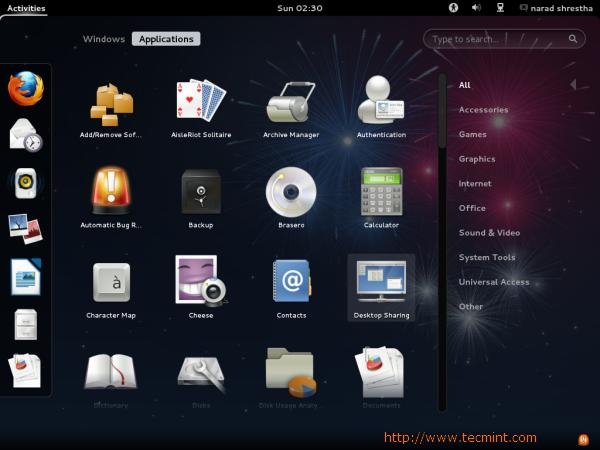 Activities
Sun 02:30
narad shrestha
Windows
Applications
Type to search...
Add/Remove Sof...
AisleRiot Solitaire
Archive Manager
Authentication
Automatic Bug R...
Backup
Brasero
Calculator
à
Character Map
Cheese
@
Contacts
Desktop Sharing
Dictionary
Disks
Disk Usage Analy...
Documents
All
Accessories
Games
Graphics
Internet
Office
Sound & Video
System Tools
Universal Access
Other
http://www.tecmint.com